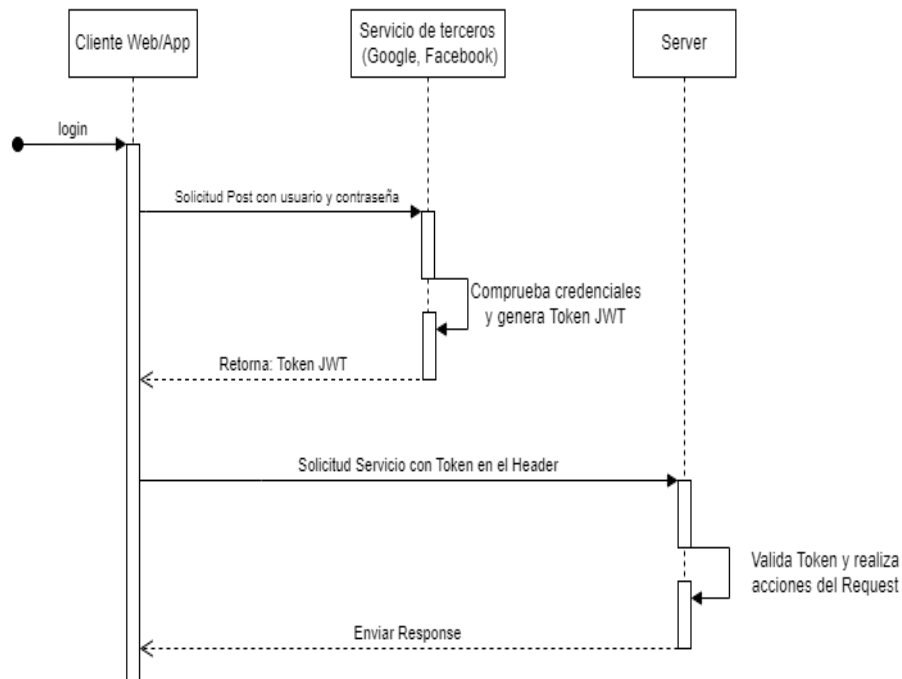 Cliente Web/App
Servicio de terceros
(Google, Facebook)
Server
login
Solicitud Post con usuario y contraseña
Comprueba credenciales
y genera Token JWT
Retorna: Token JWT
Solicitud Servicio con Token en el Header
Valida Token y realiza
acciones del Request
Enviar Response